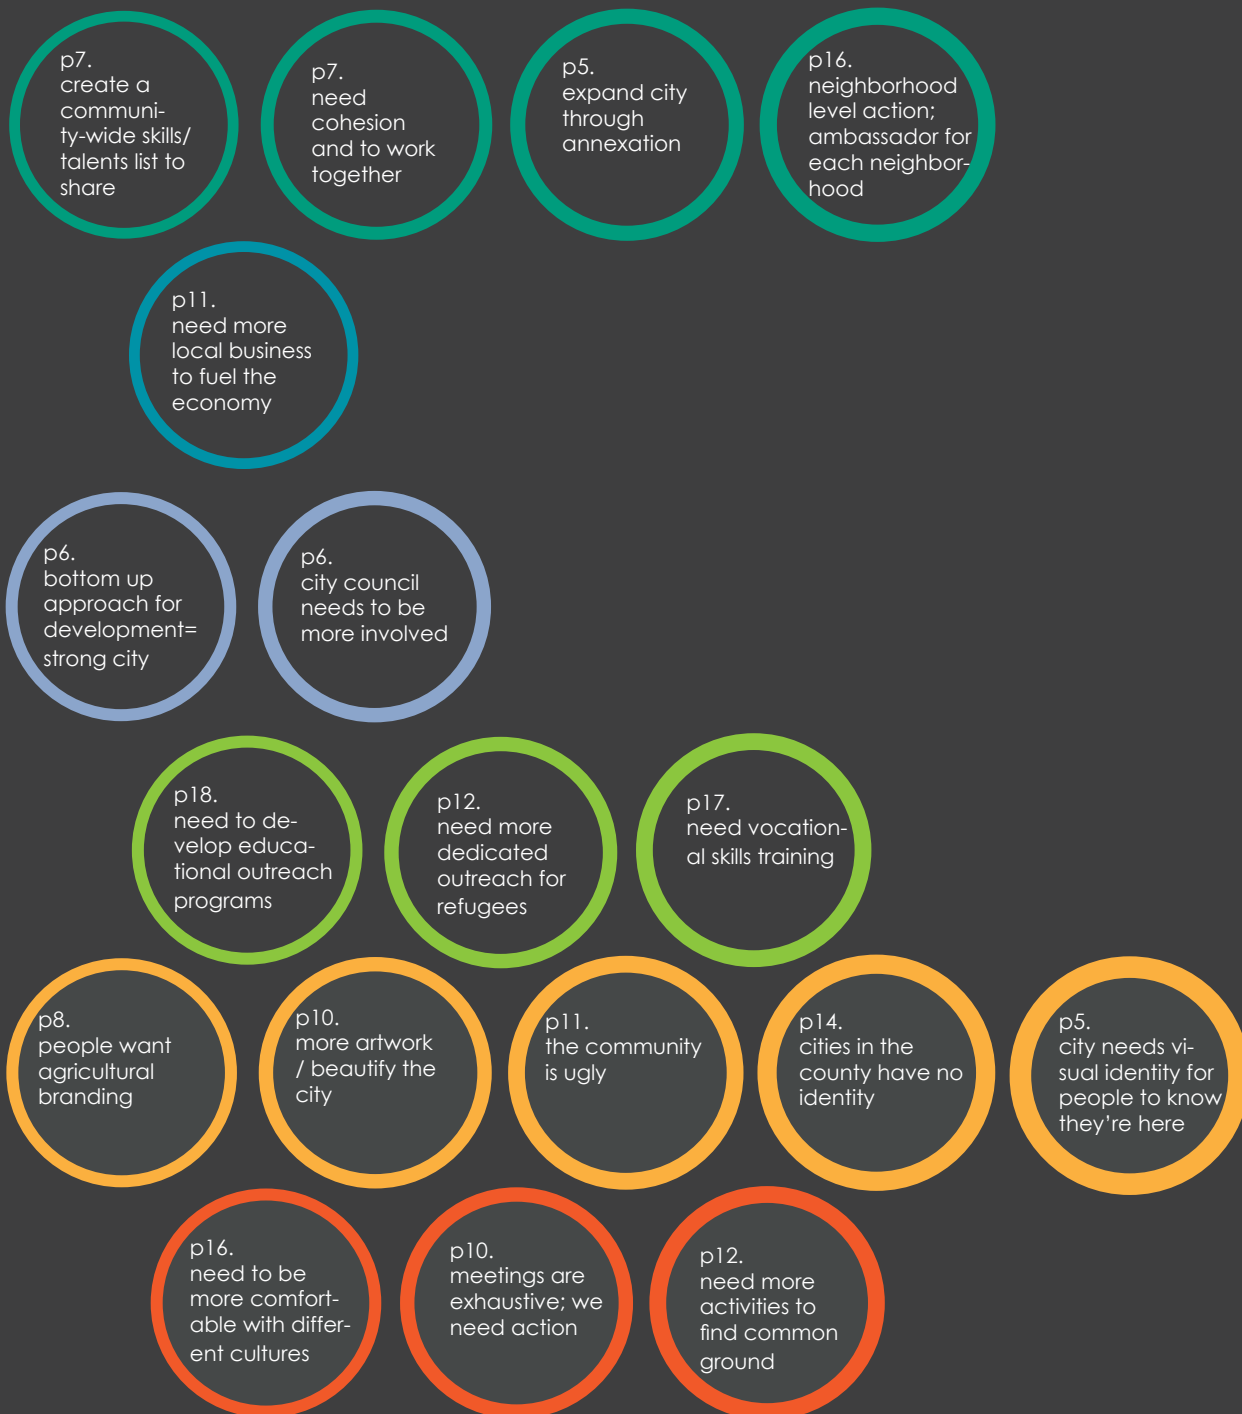 p7.
create a
communi-
ty-wide skills/
talents list to
share
p7.
need
cohesion
and to work
together
p5.
expand city
through
annexation
p16.
neighborhood
level action;
ambassador for
each neighbor-
hood
p11.
need more
local business
to fuel the
economy
p6.
bottom up
approach for
development=
strong city
p6.
city council
needs to be
more involved
p18.
need to de-
velop educa-
tional outreach
programs
p12.
need more
dedicated
outreach for
refugees
p17.
need vocation-
al skills training
p8.
people want
agricultural
branding
p10.
more artwork
/ beautify the
city
p11.
the community
is ugly
p14.
cities in the
county have no
identity
p5.
city needs vi-
sual identity for
people to know
they're here
p16.
need to be
more comfort-
able with differ-
ent cultures
p10.
meetings are
exhaustive; we
need action
p12.
need more
activities to
find common
ground